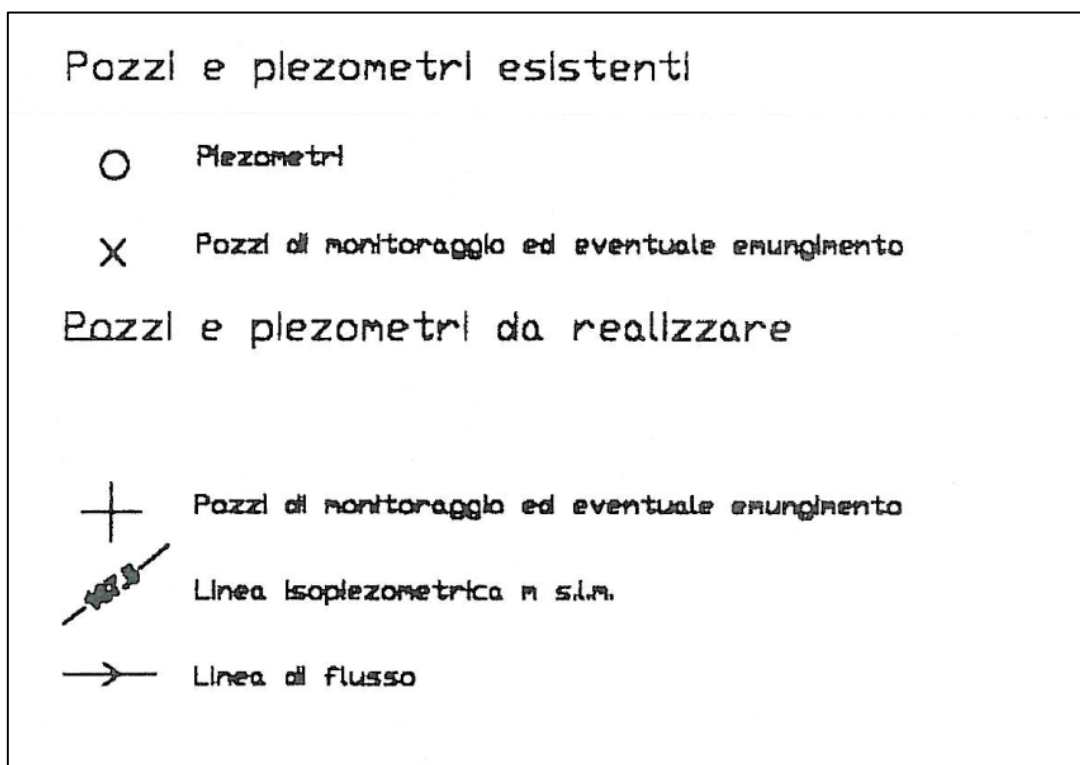 Pozzi e piezometri esistenti
Piezometri
Pozzi di monitoraggio ed eventuale emungimento
Pozzi e piezometri da realizzare
Pozzi di monitoraggio ed eventuale emungimento
Linea isopiezometrica m s.l.m.
Linea di flusso